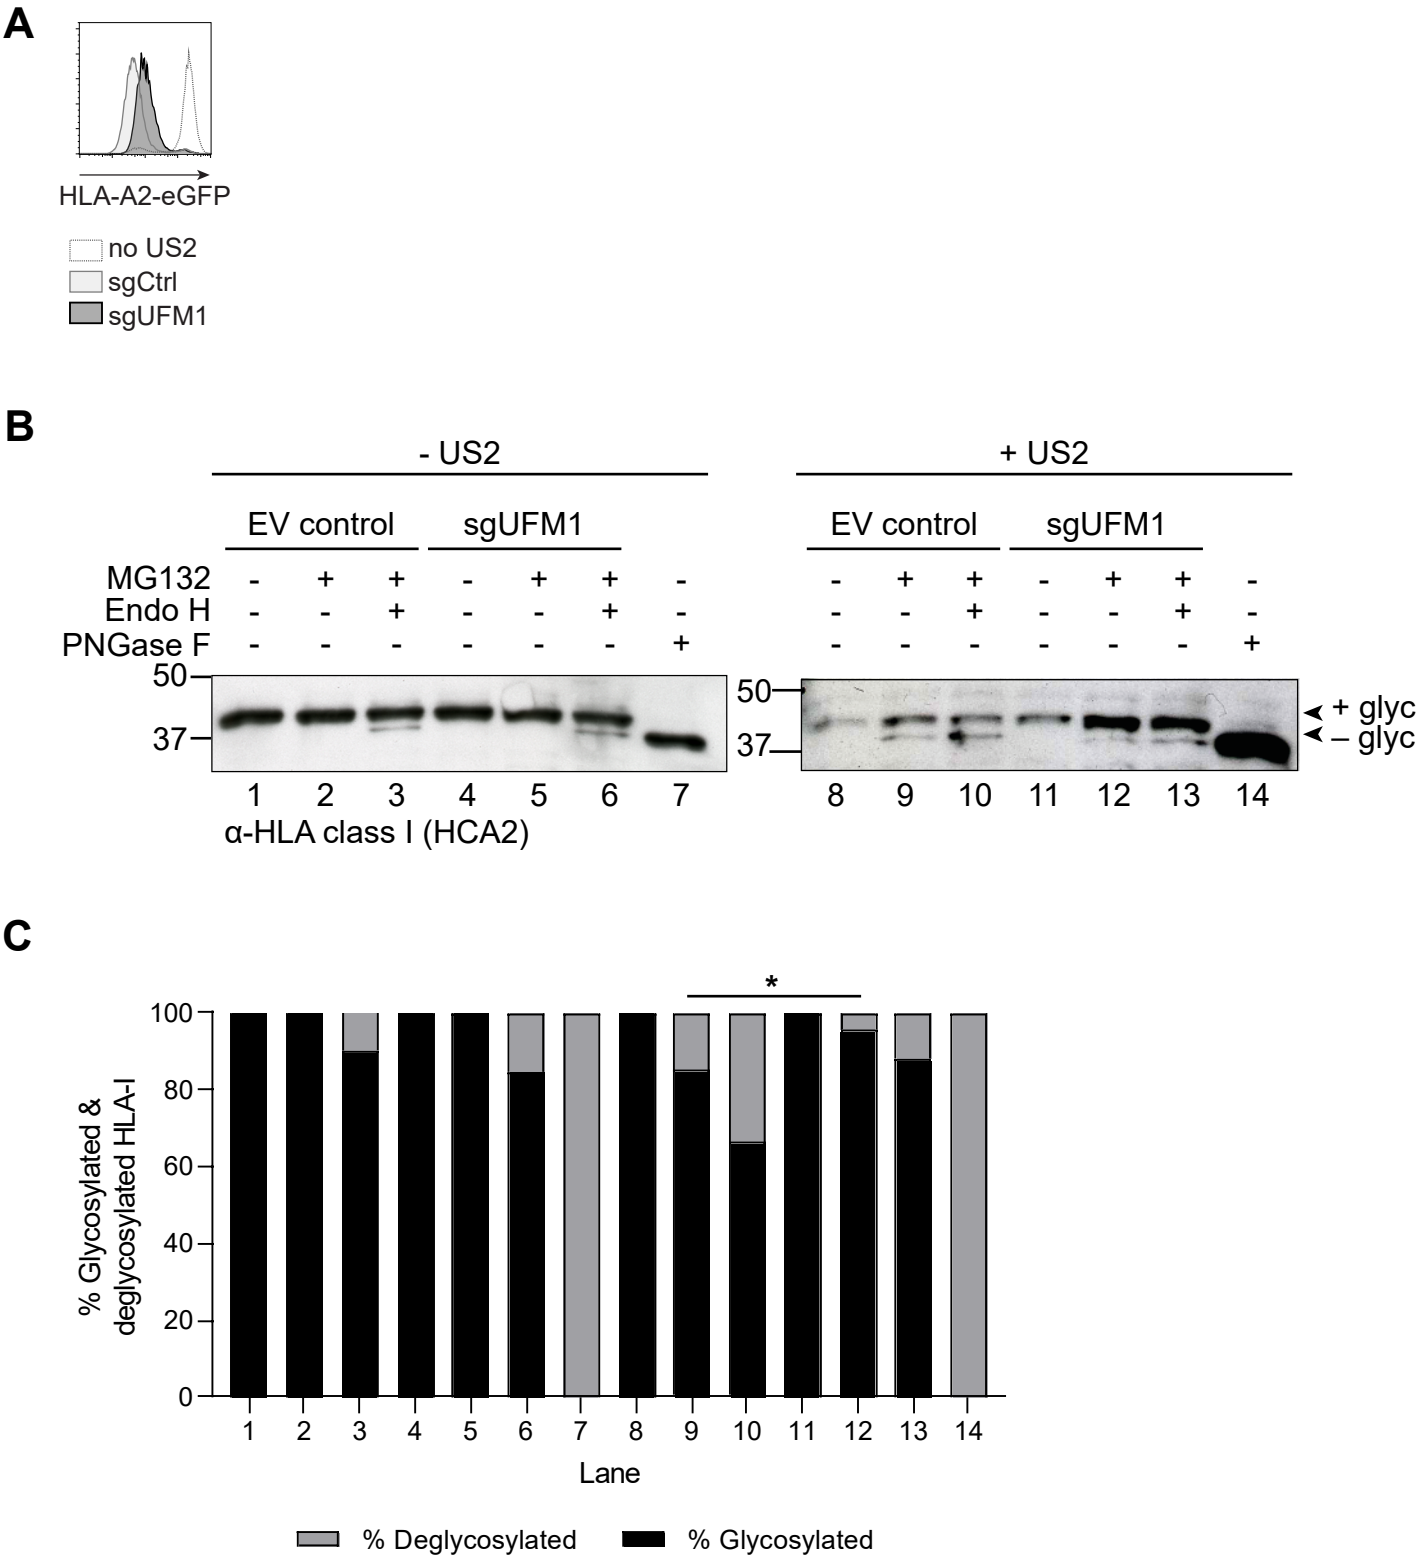 A
HLA-A2-eGFP
no US2
sgCtrl
sgUFM1
B
- US2
+ US2
EV control
sgUFM1
EV control
sgUFM1
MG132 - + + - + + - - + + - + + -
Endo H - - + - - + - - - + - - + -
PNGase F - - - - - - + - - - - - - +
50
37
50
37
+ glyc
– glyc
1 2 3 4 5 6 7 8 9 10 11 12 13 14
α-HLA class I (HCA2)
C
*
% Glycosylated &
deglycosylated HLA-I
100
80
60
40
20
0
1 2 3 4 5 6 7 8 9 10 11 12 13 14
Lane
% Deglycosylated
% Glycosylated